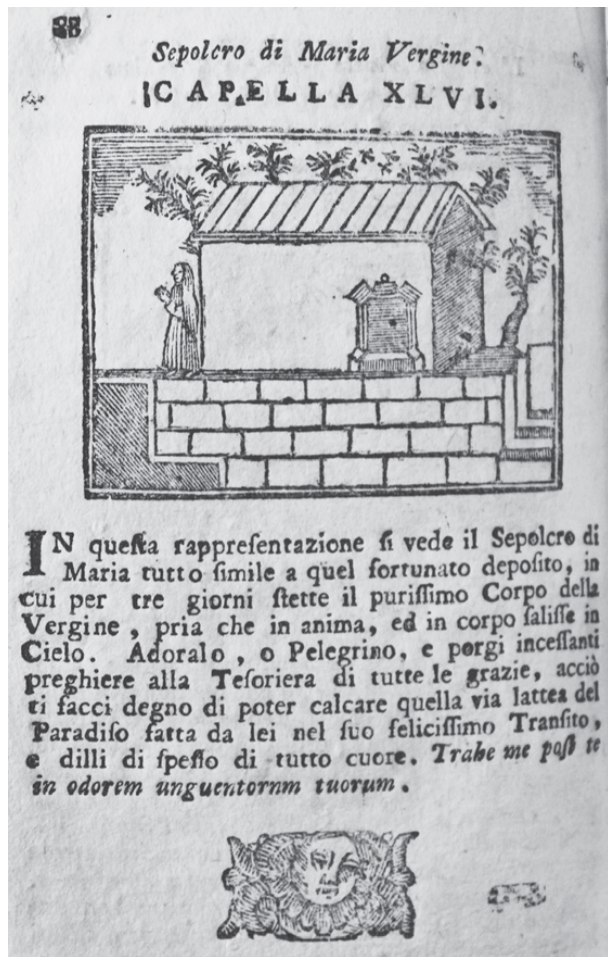 Sepolcro di Maria Vergine.
CAPELLA XLVI.
IN queſta rappreſentazione ſi vede il Sepolcro di
Maria tutto ſimile a quel fortunato depoſito, in
cui per tre giorni ſtette il puriſſimo Corpo della
Vergine, pria che in anima, ed in corpo ſaliſſe in
Cielo. Adoralo, o Pelegrino, e porgi inceſſanti
preghiere alla Teſoriera di tutte le grazie, acciò
ti facci degno di poter calcare quella via lattea del
Paradiſo fatta da lei nel ſuo feliciſſimo Tranſito,
e dilli di ſpeſſo di tutto cuore. Trahe me poſt te
in odorem unguentornm tuorum.